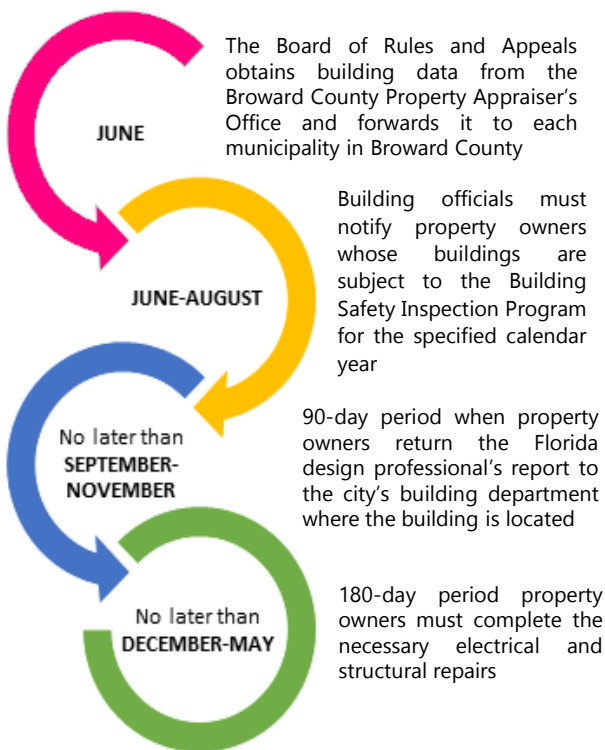 The Board of Rules and Appeals
obtains building data from the
Broward County Property Appraiser's
Office and forwards it to each
municipality in Broward County
JUNE
Building officials must
notify property owners
whose buildings are
subject to the Building
Safety Inspection Program
for the specified calendar
year
JUNE-AUGUST
90-day period when property
owners return the Florida
design professional's report to
the city's building department
where the building is located
No later than
SEPTEMBER-
NOVEMBER
180-day period property
owners must complete the
necessary electrical and
structural repairs
No later than
DECEMBER-MAY